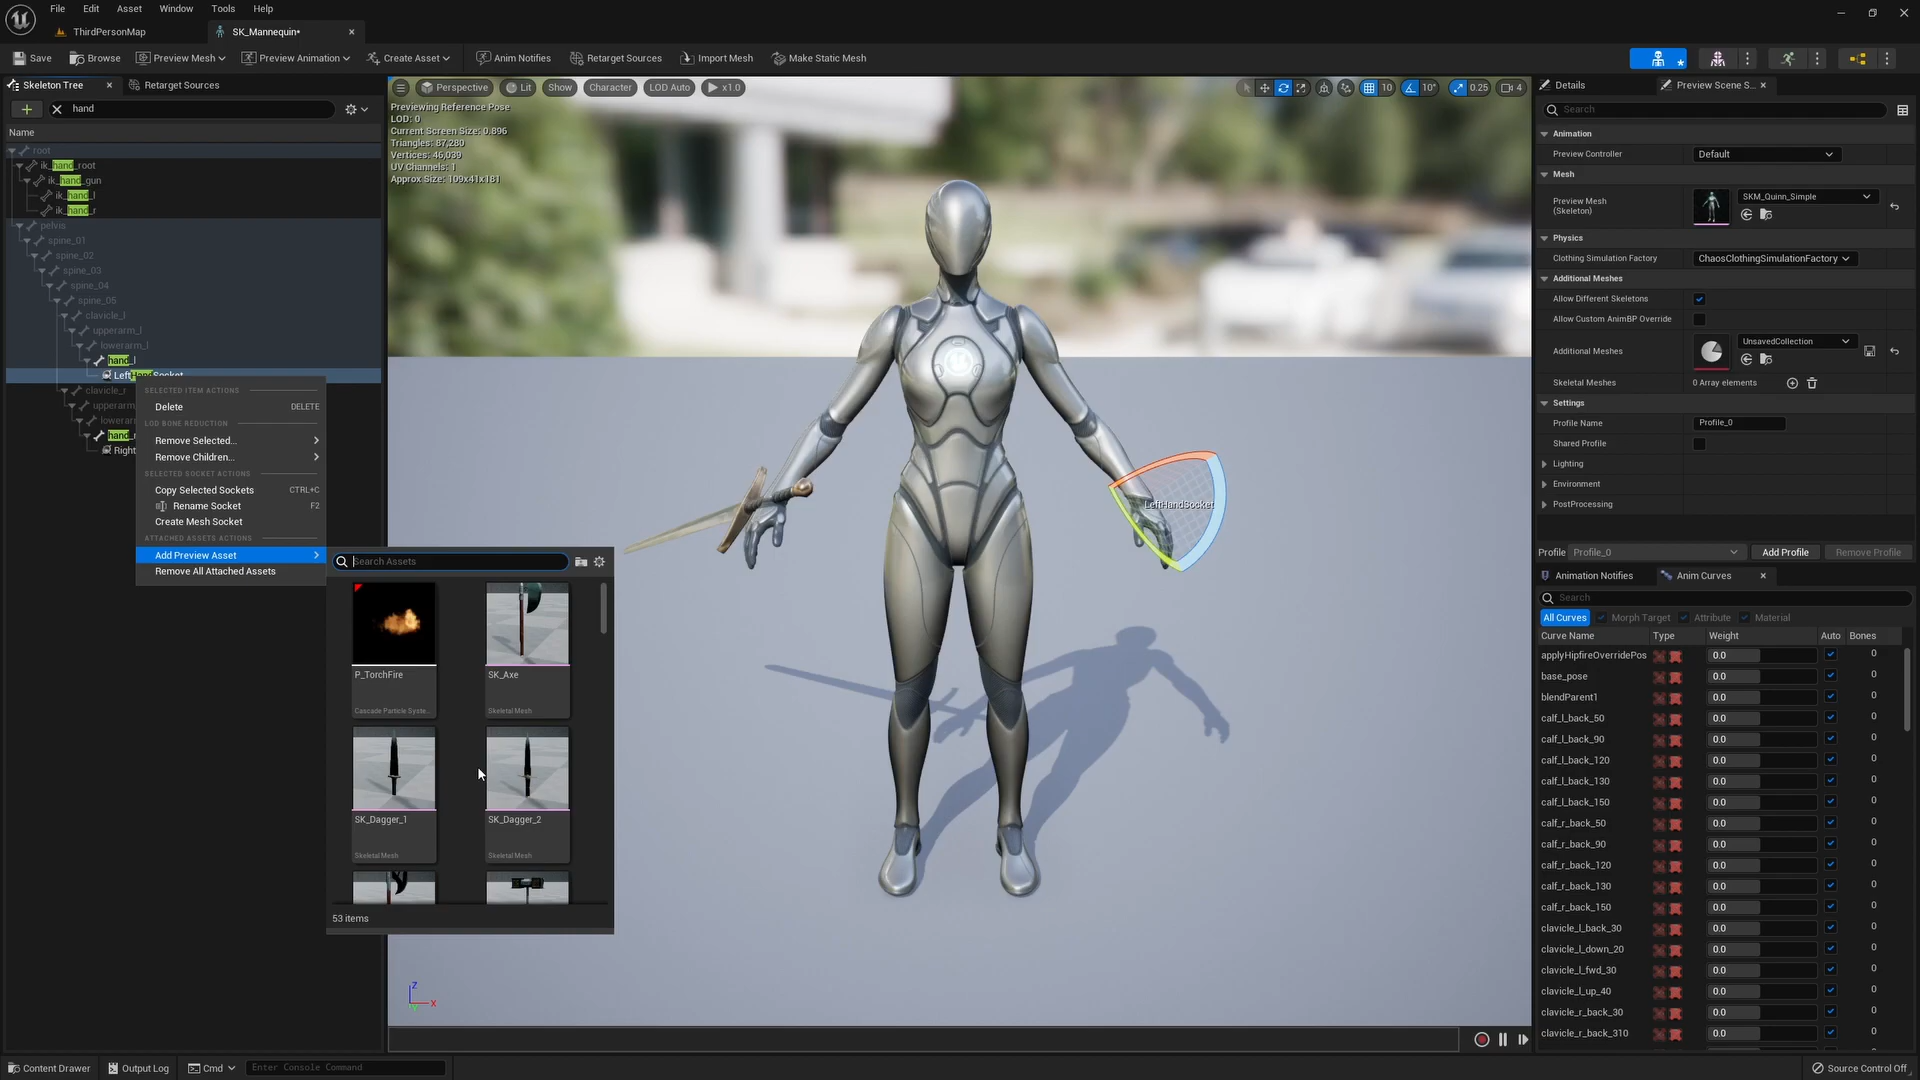 File Edit Asset Window Tools Help
ThirdPersonMap
SK_Mannequin*
Save Browse Preview Mesh Preview Animation Create Asset Anim Notifies Retarget Sources Import Mesh Make Static Mesh
Skeleton Tree Retarget Sources
hand
Name
root
ik_hand_root
ik_hand_gun
ik_hand_l
ik_hand_r
pelvis
spine_01
spine_02
spine_03
spine_04
spine_05
clavicle_l
upperarm_l
lowerarm_l
hand_l
LeftHandSocket
clavicle_r
upperarm
lowerar
hand_r
Right
SELECTED ITEM ACTIONS
Delete DELETE
LOD BONE REDUCTION
Remove Selected...
Remove Children...
SELECTED SOCKET ACTIONS
Copy Selected Sockets CTRL+C
Rename Socket F2
Create Mesh Socket
ATTACHED ASSETS ACTIONS
Add Preview Asset
Remove All Attached Assets
Search Assets
P_TorchFire
Cascade Particle Syste..
SK_Axe
Skeletal Mesh
SK_Dagger_1
Skeletal Mesh
SK_Dagger_2
Skeletal Mesh
53 items
Perspective Lit Show Character LOD Auto x1.0
10 10° 0.25 4
Previewing Reference Pose
LOD: 0
Current Screen Size: 0.896
Triangles: 87,280
Vertices: 46,039
UV Channels: 1
Approx Size: 109x41x181
LeftHandSocket
Z
X
Details Preview Scene S...
Search
Animation
Preview Controller Default
Mesh
Preview Mesh
(Skeleton)
SKM_Quinn_Simple
Physics
Clothing Simulation Factory ChaosClothingSimulationFactory
Additional Meshes
Allow Different Skeletons
Allow Custom AnimBP Override
Additional Meshes UnsavedCollection
Skeletal Meshes 0 Array elements
Settings
Profile Name Profile_0
Shared Profile
Lighting
Environment
PostProcessing
Profile Profile_0 Add Profile Remove Profile
Animation Notifies Anim Curves
Search
All Curves Morph Target Attribute Material
Curve Name Type Weight Auto Bones
applyHipfireOverridePos 0.0 0
base_pose 0.0 0
blendParent1 0.0 0
calf_l_back_50 0.0 0
calf_l_back_90 0.0 0
calf_l_back_120 0.0 0
calf_l_back_130 0.0 0
calf_l_back_150 0.0 0
calf_r_back_50 0.0 0
calf_r_back_90 0.0 0
calf_r_back_120 0.0 0
calf_r_back_130 0.0 0
calf_r_back_150 0.0 0
clavicle_l_back_30 0.0 0
clavicle_l_down_20 0.0 0
clavicle_l_fwd_30 0.0 0
clavicle_l_up_40 0.0 0
clavicle_r_back_30 0.0 0
clavicle_r_back_310 0.0 0
Content Drawer Output Log Cmd Enter Console Command
Source Control Off